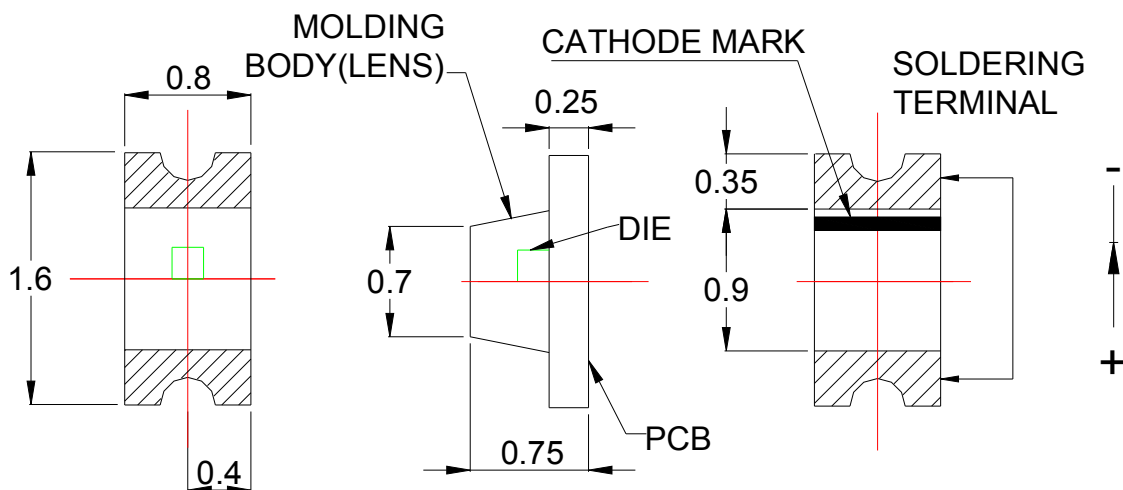 MOLDING
BODY(LENS)
CATHODE MARK
SOLDERING
TERMINAL
0.8
0.25
0.35
-
DIE
1.6
0.7
0.9
+
PCB
0.75
0.4